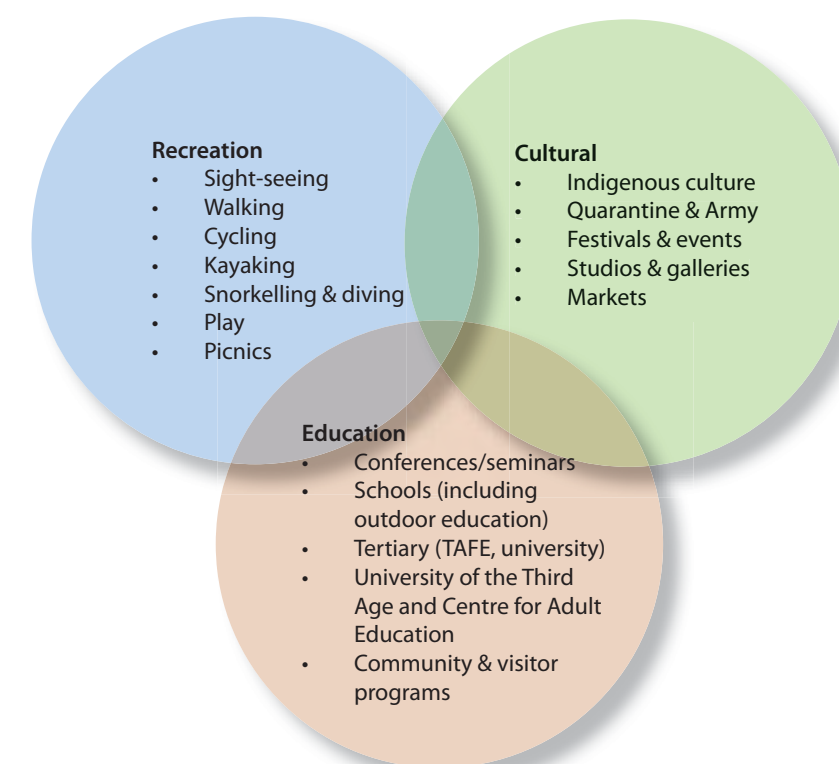 Recreation
• Sight-seeing
• Walking
• Cycling
• Kayaking
• Snorkelling & diving
• Play
• Picnics
Cultural
• Indigenous culture
• Quarantine & Army
• Festivals & events
• Studios & galleries
• Markets
Education
• Conferences/seminars
• Schools (including
outdoor education)
• Tertiary (TAFE, university)
• University of the Third
Age and Centre for Adult
Education
• Community & visitor
programs